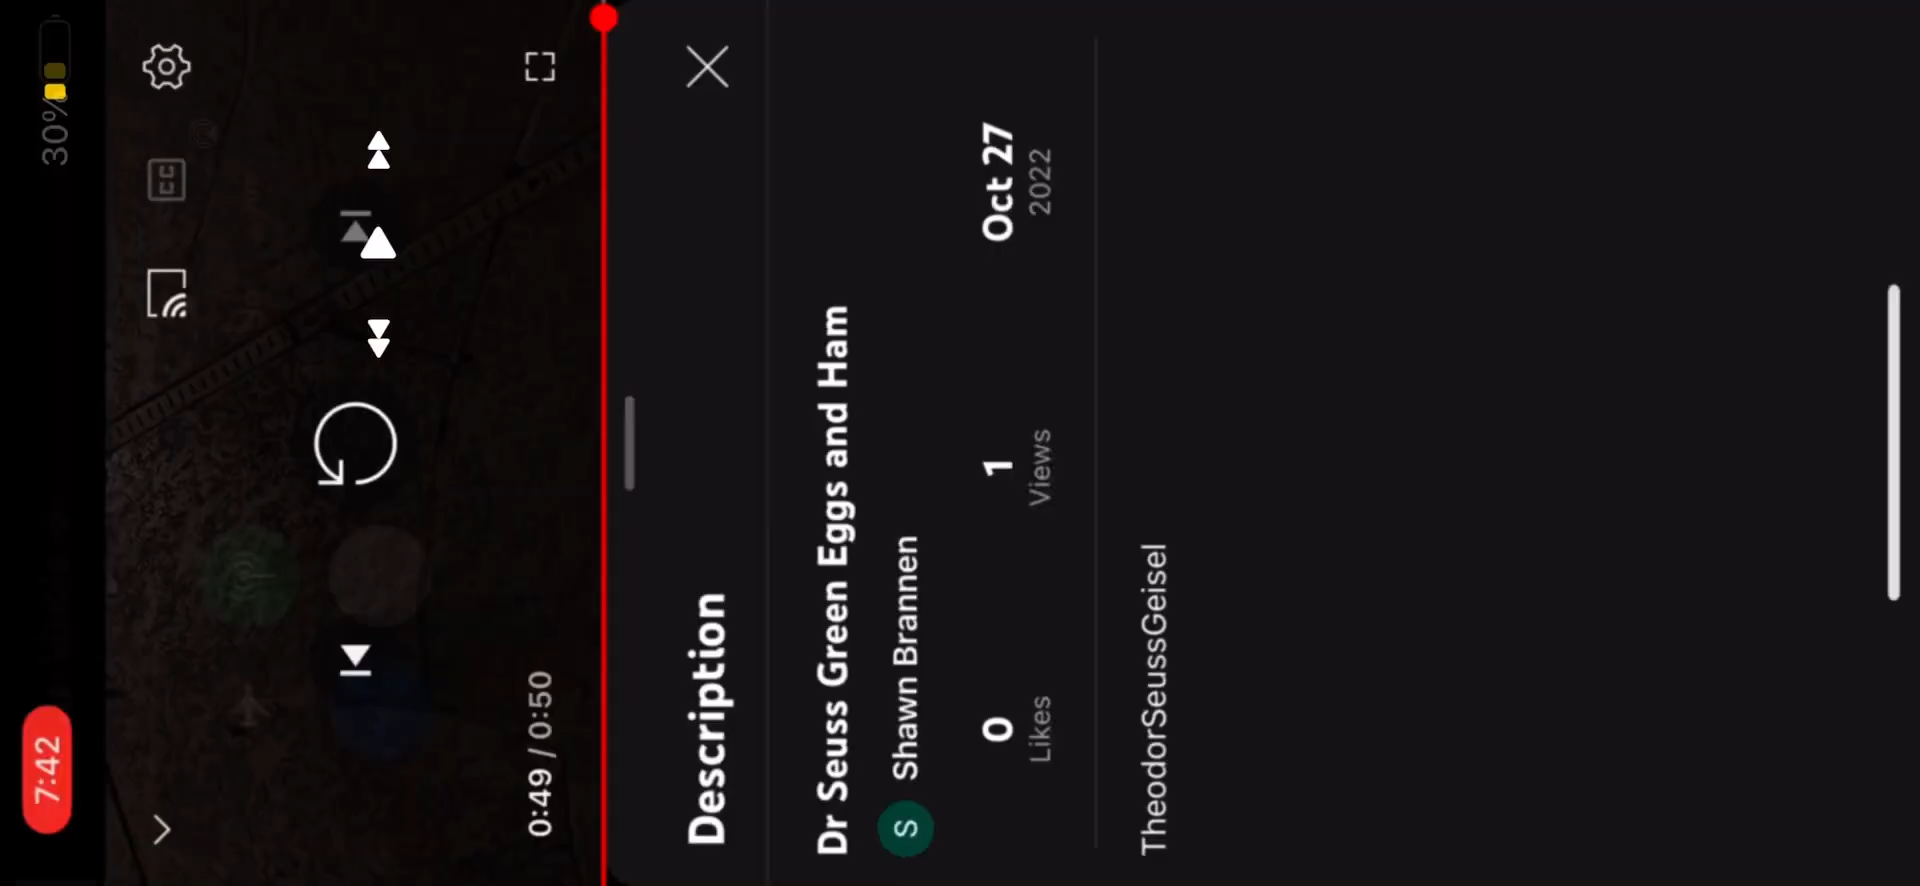 7:42
30%
CC
0:49 / 0:50
Description
Dr Seuss Green Eggs and Ham
S
Shawn Brannen
0 1 Oct 27
Likes Views 2022
TheodorSeussGeisel